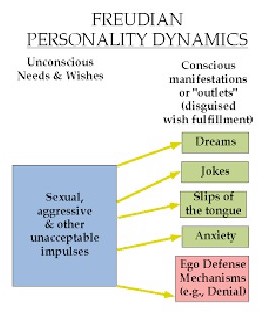 FREUDIAN
PERSONALITY DYNAMICS
Unconscious
Needs & Wishes
Conscious
manifestations
or "outlets"
(disguised
wish fulfillment)
Sexual,
aggressive
& other
unacceptable
impulses
Dreams
Jokes
Slips of
the tongue
Anxiety
Ego Defense
Mechanisms
(e.g., Denial)